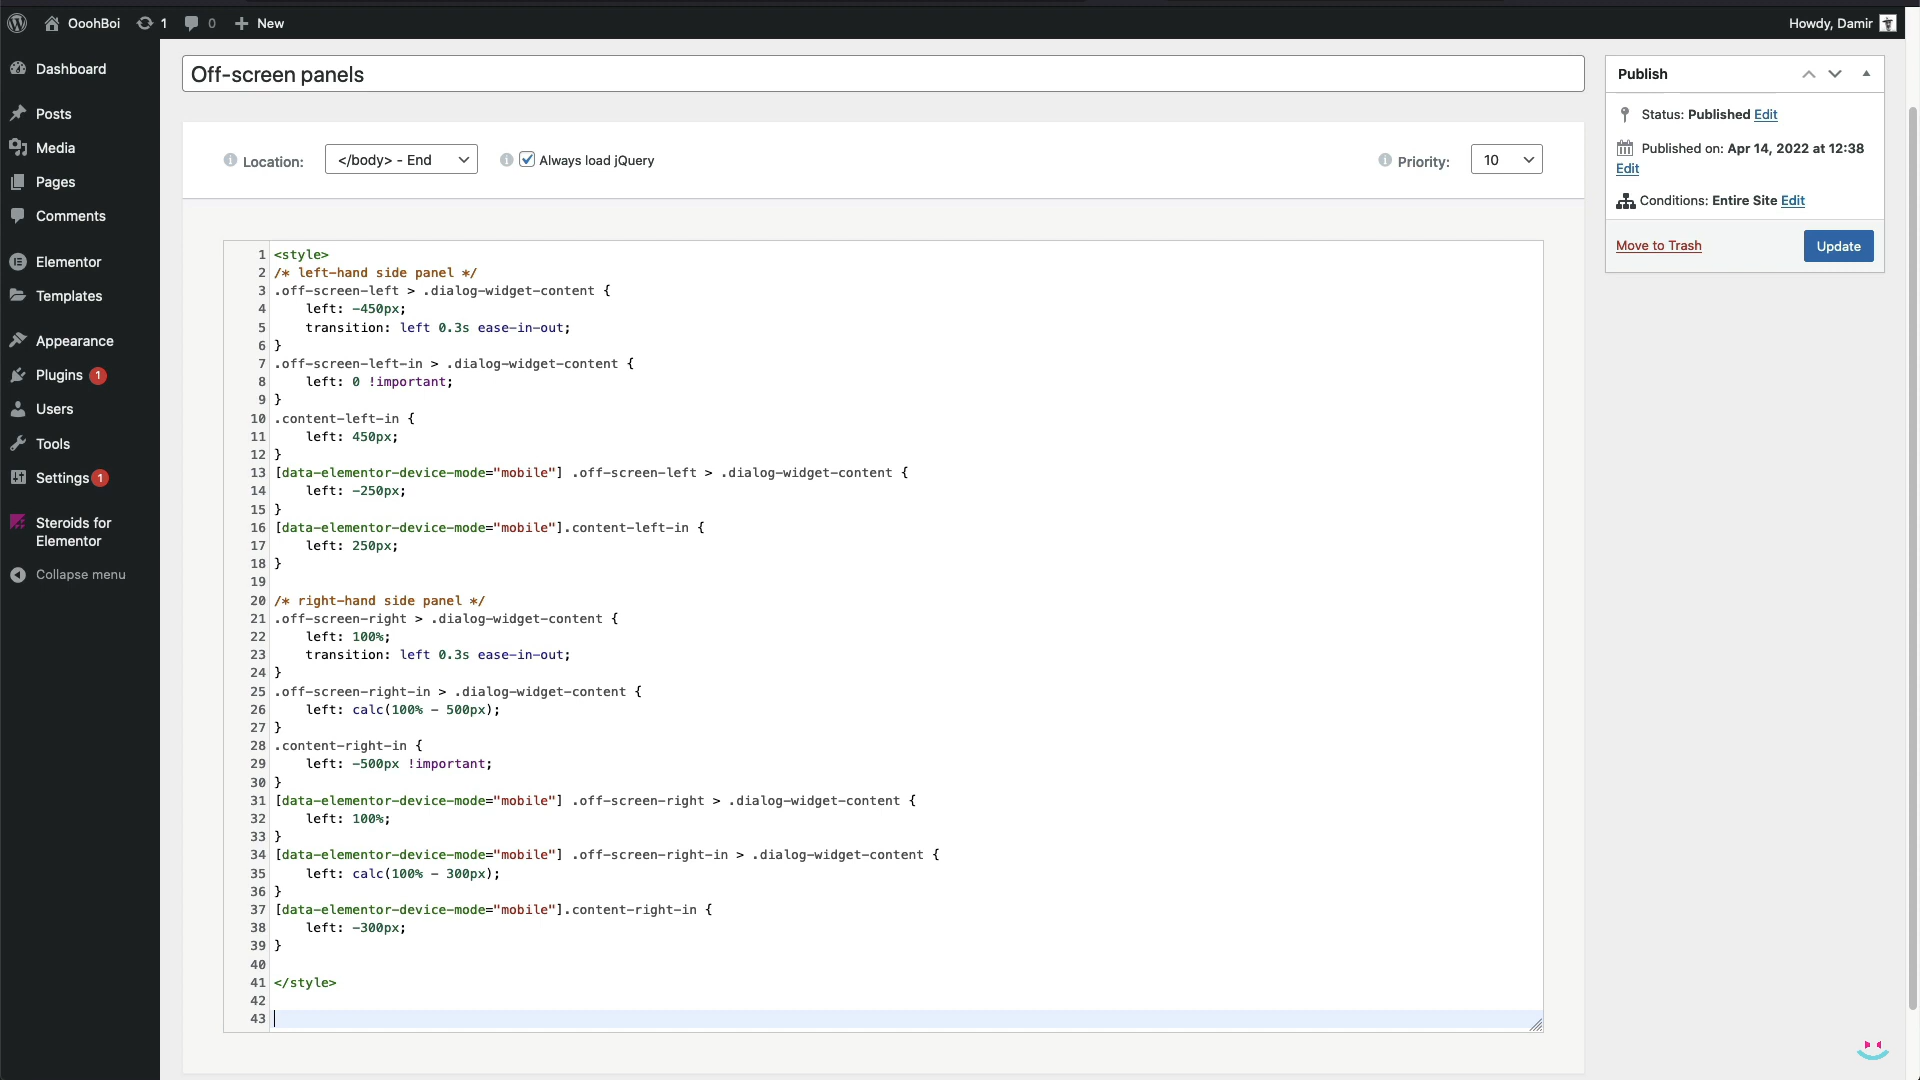 OoohBoi 1 0 New Howdy, Damir
Dashboard
Posts
Media
Pages
Comments
Elementor
Templates
Appearance
Plugins 1
Users
Tools
Settings 1
Steroids for
Elementor
Collapse menu
Off-screen panels
Location: </body> - End Always load jQuery Priority: 10
1 <style>
2 /* left-hand side panel */
3 .off-screen-left > .dialog-widget-content {
4 left: -450px;
5 transition: left 0.3s ease-in-out;
6 }
7 .off-screen-left-in > .dialog-widget-content {
8 left: 0 !important;
9 }
10 .content-left-in {
11 left: 450px;
12 }
13 [data-elementor-device-mode="mobile"] .off-screen-left > .dialog-widget-content {
14 left: -250px;
15 }
16 [data-elementor-device-mode="mobile"].content-left-in {
17 left: 250px;
18 }
19
20 /* right-hand side panel */
21 .off-screen-right > .dialog-widget-content {
22 left: 100%;
23 transition: left 0.3s ease-in-out;
24 }
25 .off-screen-right-in > .dialog-widget-content {
26 left: calc(100% - 500px);
27 }
28 .content-right-in {
29 left: -500px !important;
30 }
31 [data-elementor-device-mode="mobile"] .off-screen-right > .dialog-widget-content {
32 left: 100%;
33 }
34 [data-elementor-device-mode="mobile"] .off-screen-right-in > .dialog-widget-content {
35 left: calc(100% - 300px);
36 }
37 [data-elementor-device-mode="mobile"].content-right-in {
38 left: -300px;
39 }
40
41 </style>
42
43
Publish
Status: Published Edit
Published on: Apr 14, 2022 at 12:38
Edit
Conditions: Entire Site Edit
Move to Trash Update